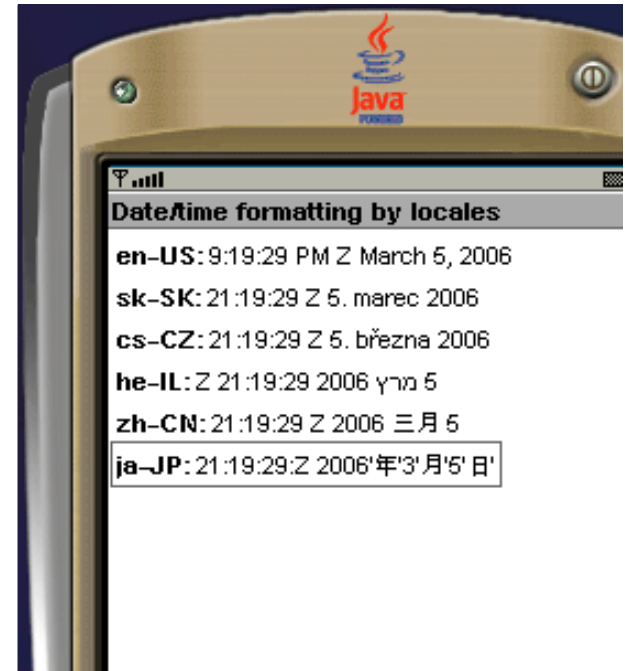 Java
POWERED
Date/time formatting by locales
en-US: 9:19:29 PM Z March 5, 2006
sk-SK: 21:19:29 Z 5. marec 2006
cs-CZ: 21:19:29 Z 5. března 2006
he-IL: Z 21:19:29 2006 מרץ 5
zh-CN: 21:19:29 Z 2006 三月 5
ja-JP: 21:19:29:Z 2006'年'3'月'5'日'